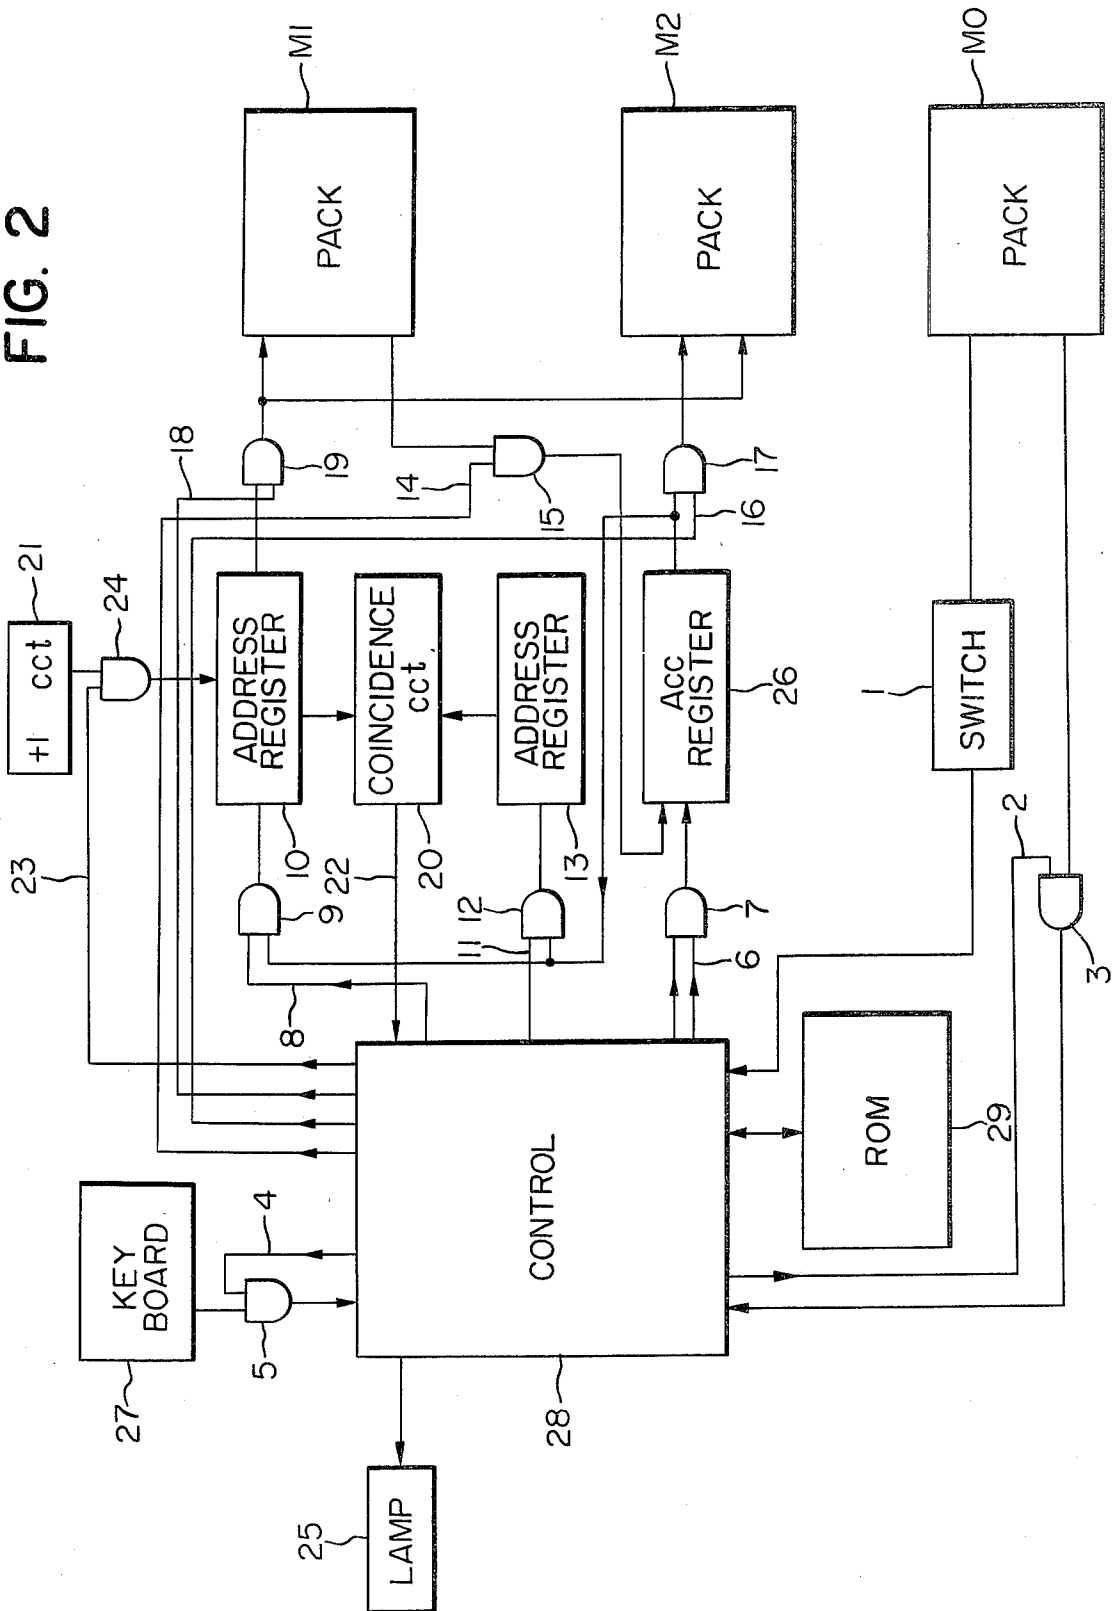 FIG. 2
+1 cct
21
24
23
18
19
M1
PACK
ADDRESS
REGISTER
10
9
8
14
15
COINCIDENCE
cct
20
22
ADDRESS
REGISTER
13
12
11
M2
PACK
17
16
ACC
REGISTER
26
7
6
MO
PACK
1
SWITCH
2
3
KEY
BOARD
27
4
5
CONTROL
28
ROM
29
LAMP
25